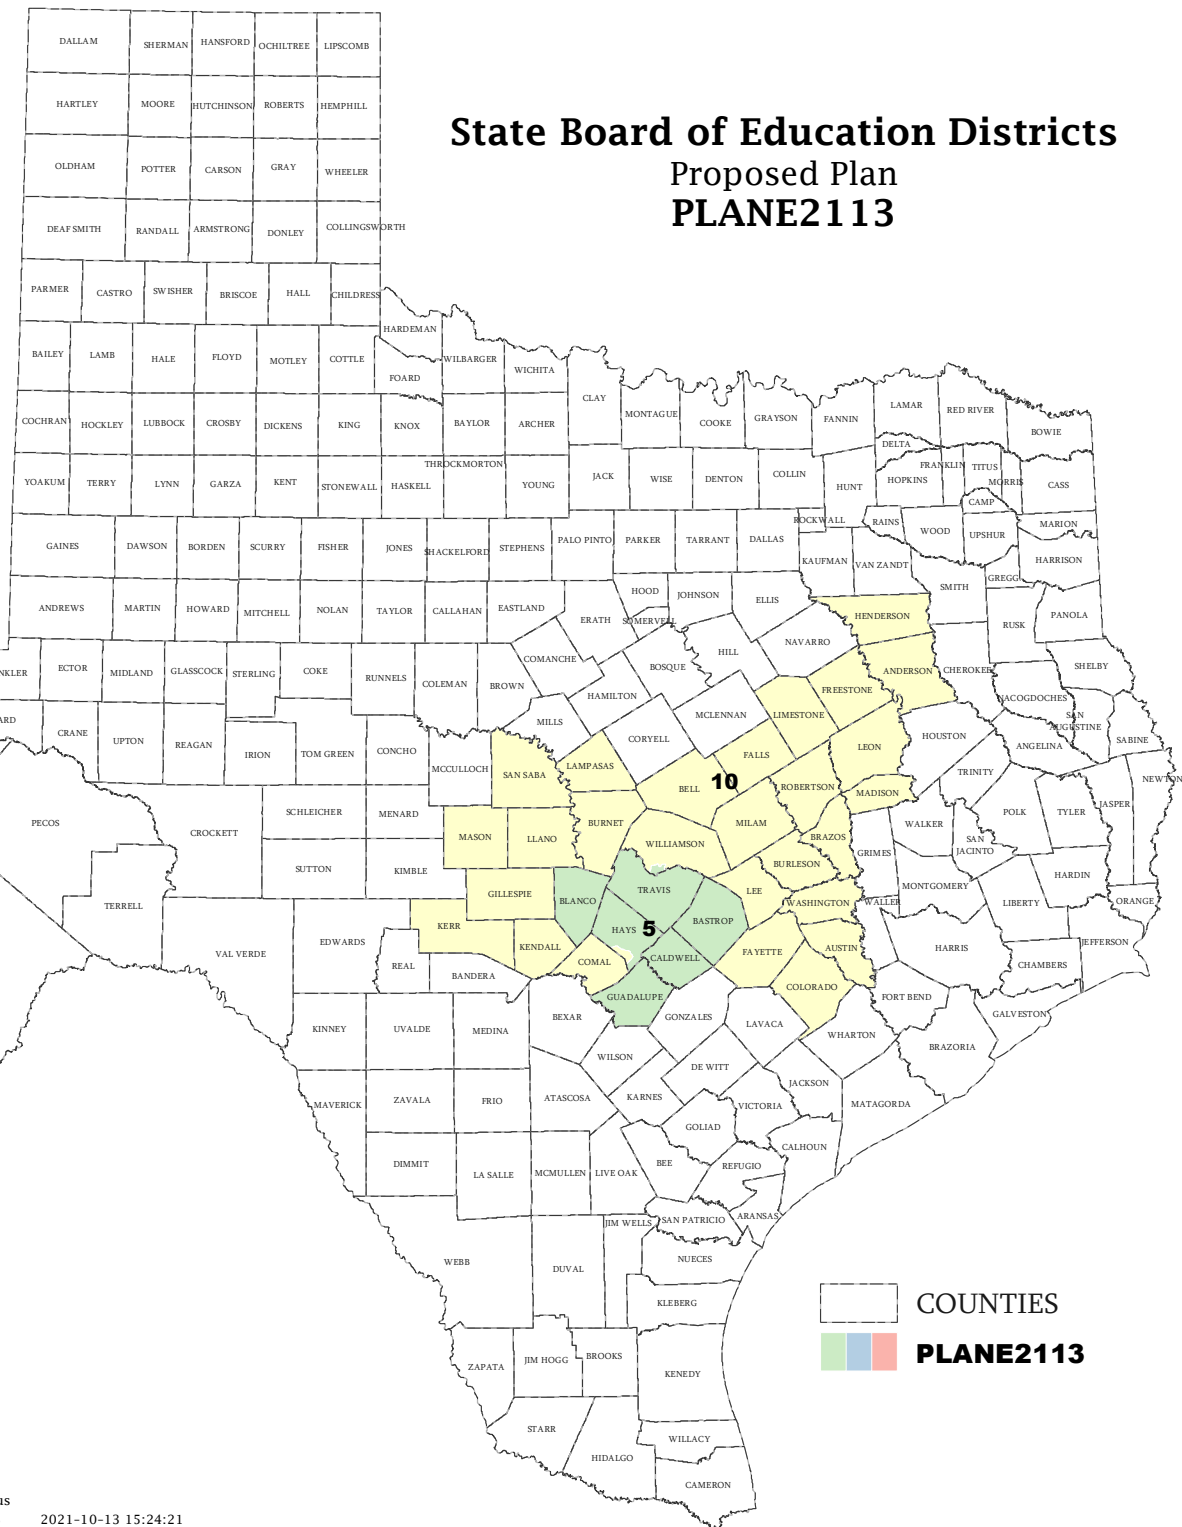 State Board of Education Districts
Proposed Plan
PLANE2113
DALLAM
SHERMAN
HANSFORD
OCHILTREE
LIPSCOMB
HARTLEY
MOORE
HUTCHINSON
ROBERTS
HEMPHILL
OLDHAM
POTTER
CARSON
GRAY
WHEELER
DEAF SMITH
RANDALL
ARMSTRONG
DONLEY
COLLINGSWORTH
PARMER
CASTRO
SWISHER
BRISCOE
HALL
CHILDRESS
HARDEMAN
BAILEY
LAMB
HALE
FLOYD
MOTLEY
COTTLE
FOARD
WILBARGER
WICHITA
CLAY
MONTAGUE
COOKE
GRAYSON
FANNIN
LAMAR
RED RIVER
BOWIE
COCHRAN
HOCKLEY
LUBBOCK
CROSBY
DICKENS
KING
KNOX
BAYLOR
ARCHER
DELTA
YOAKUM
TERRY
LYNN
GARZA
KENT
STONEWALL
HASKELL
THROCKMORTON
YOUNG
JACK
WISE
DENTON
COLLIN
HUNT
HOPKINS
FRANKLIN
TITUS
MORRIS
CASS
CAMP
GAINES
DAWSON
BORDEN
SCURRY
FISHER
JONES
SHACKELFORD
STEPHENS
PALO PINTO
PARKER
TARRANT
DALLAS
ROCKWALL
RAINS
WOOD
UPSHUR
MARION
KAUFMAN
VAN ZANDT
HARRISON
GREGG
SMITH
ANDREWS
MARTIN
HOWARD
MITCHELL
NOLAN
TAYLOR
CALLAHAN
EASTLAND
ERATH
HOOD
SOMERVELL
JOHNSON
ELLIS
HENDERSON
RUSK
PANOLA
NKLER
ECTOR
MIDLAND
GLASSCOCK
STERLING
COKE
RUNNELS
COLEMAN
BROWN
COMANCHE
HAMILTON
BOSQUE
HILL
NAVARRO
FREESTONE
ANDERSON
CHEROKEE
NACOGDOCHES
SHELBY
ARD
CRANE
UPTON
REAGAN
IRION
TOM GREEN
CONCHO
MCCULLOCH
SAN SABA
MILLS
LAMPASAS
CORYELL
MCLENNAN
LIMESTONE
FALLS
LEON
HOUSTON
ANGELINA
SAN
AUGUSTINE
SABINE
NEWTON
PECOS
CROCKETT
SCHLEICHER
MENARD
MASON
LLANO
BURNET
BELL
10
MILAM
ROBERTSON
MADISON
BRAZOS
TRINITY
WALKER
POLK
TYLER
JASPER
SAN
JACINTO
GRIMES
SUTTON
KIMBLE
GILLESPIE
BLANCO
WILLIAMSON
TRAVIS
BURLESON
LEE
WASHINGTON
WALLER
MONTGOMERY
LIBERTY
HARDIN
ORANGE
JEFFERSON
TERRELL
VAL VERDE
EDWARDS
KERR
REAL
BANDERA
KENDALL
COMAL
HAYS
5
BASTROP
CALDWELL
GUADALUPE
FAYETTE
AUSTIN
COLORADO
HARRIS
CHAMBERS
FORT BEND
GALVESTON
KINNEY
UVALDE
MEDINA
BEXAR
GONZALES
LAVACA
WHARTON
BRAZORIA
WILSON
DE WITT
JACKSON
MATAGORDA
MAVERICK
ZAVALA
FRIO
ATASCOSA
KARNES
VICTORIA
GOLIAD
CALHOUN
DIMMIT
LA SALLE
MCMULLEN
LIVE OAK
BEE
REFUGIO
ARANSAS
SAN PATRICIO
JIM WELLS
WEBB
DUVAL
NUECES
KLEBERG
ZAPATA
JIM HOGG
BROOKS
KENEDY
STARR
HIDALGO
WILLACY
CAMERON
COUNTIES
PLANE2113
us
2021-10-13 15:24:21